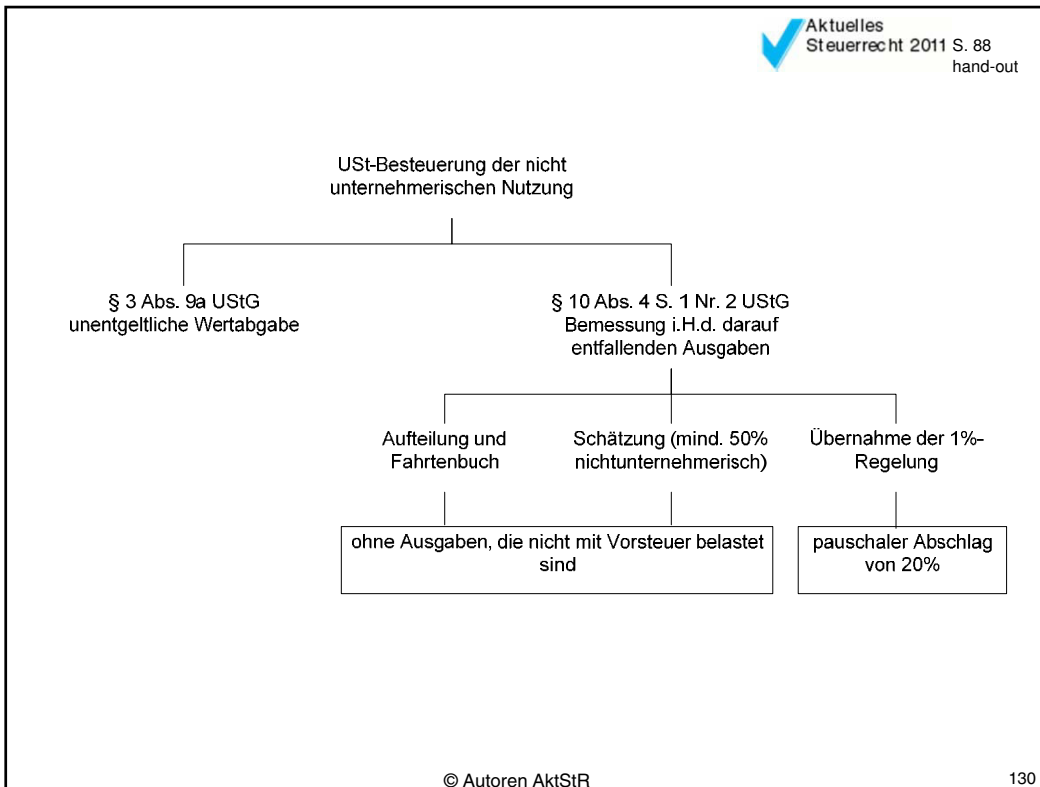 Aktuelles
Steuerrecht 2011 S. 88
hand-out
USt-Besteuerung der nicht
unternehmerischen Nutzung
§ 3 Abs. 9a UStG
unentgeltliche Wertabgabe
§ 10 Abs. 4 S. 1 Nr. 2 UStG
Bemessung i.H.d. darauf
entfallenden Ausgaben
Aufteilung und
Fahrtenbuch
Schätzung (mind. 50%
nichtunternehmerisch)
Übernahme der 1%-
Regelung
ohne Ausgaben, die nicht mit Vorsteuer belastet
sind
pauschaler Abschlag
von 20%
© Autoren AktStR
130